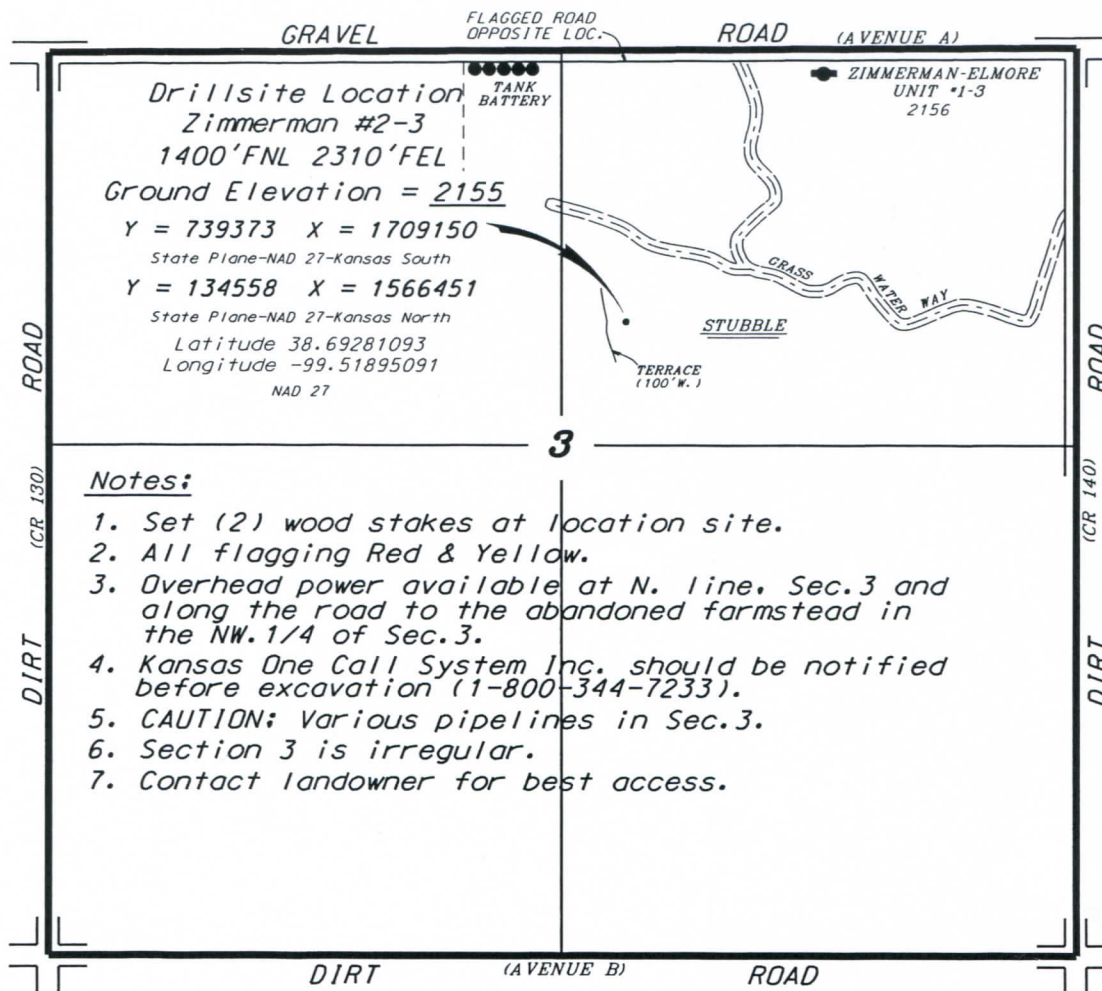 GRAVEL
FLAGGED ROAD
OPPOSITE LOC.
ROAD
(AVENUE A)
Drillsite Location
Zimmerman #2-3
1400'FNL 2310'FEL
Ground Elevation = 2155
Y = 739373 X = 1709150
State Plane-NAD 27-Kansas South
Y = 134558 X = 1566451
State Plane-NAD 27-Kansas North
Latitude 38.69281093
Longitude -99.51895091
NAD 27
TANK
BATTERY
ZIMMERMAN-ELMORE
UNIT #1-3
2156
GRASS
WATER
WAY
STUBBLE
TERRACE
(100'W.)
ROAD
(CR 130)
DIRT
ROAD
(CR 140)
DIRT
3
Notes:
1. Set (2) wood stakes at location site.
2. All flagging Red & Yellow.
3. Overhead power available at N. line, Sec.3 and
along the road to the abandoned farmstead in
the NW.1/4 of Sec.3.
4. Kansas One Call System Inc. should be notified
before excavation (1-800-344-7233).
5. CAUTION: Various pipelines in Sec.3.
6. Section 3 is irregular.
7. Contact landowner for best access.
DIRT
(AVENUE B)
ROAD